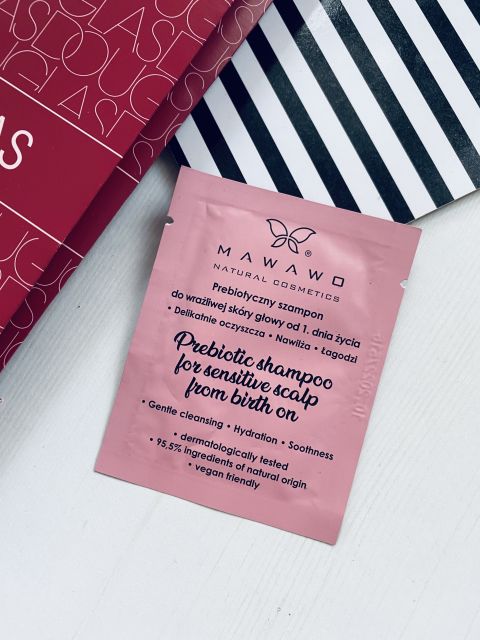 AS
DOUGLAS
MAWAWO®
NATURAL COSMETICS
Prebiotyczny szampon
do wrażliwej skóry głowy od 1. dnia życia
• Delikatnie oczyszcza • Nawilża • Łagodzi
Prebiotic shampoo
for sensitive scalp
from birth on
• Gentle cleansing • Hydration • Soothness
• dermatologically tested
• 95,5% ingredients of natural origin
• vegan friendly